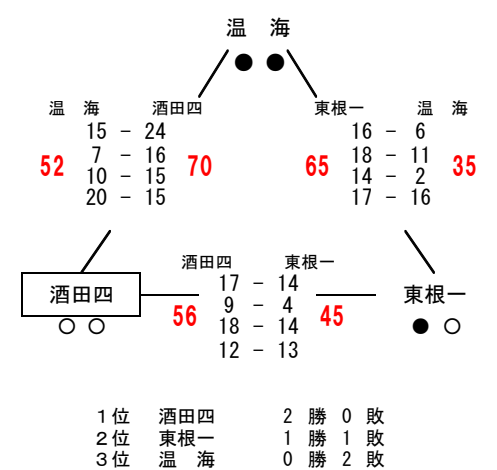 温　海
●　●
温　海　酒田四
15 － 24
7 － 16
52　70
10 － 15
20 － 15
東根一　温　海
16 － 6
18 － 11
65　35
14 － 2
17 － 16
酒田四　東根一
17 － 14
9 － 4
56　45
18 － 14
12 － 13
酒田四
○　○
東根一
●　○
１位　酒田四　２ 勝 ０ 敗
２位　東根一　１ 勝 １ 敗
３位　温　海　０ 勝 ２ 敗